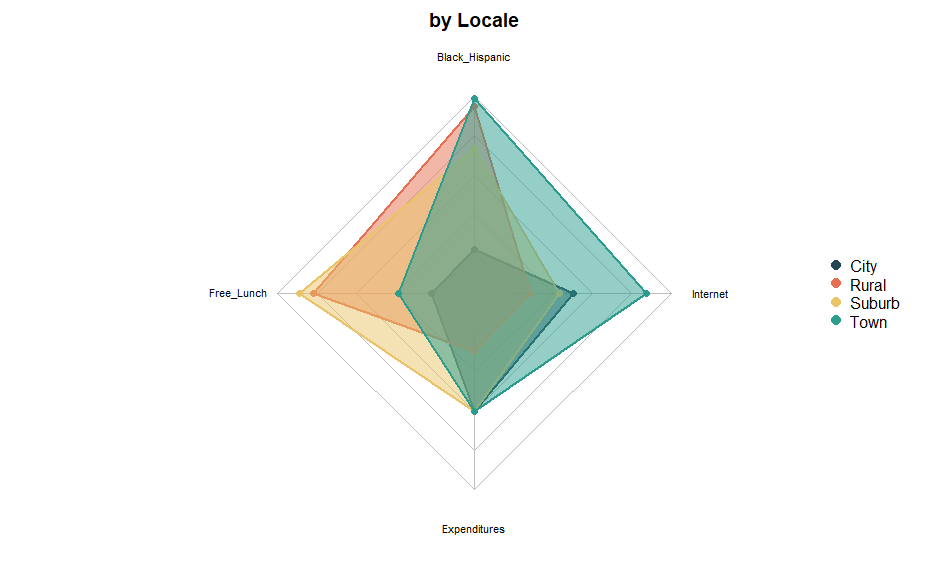 by Locale
Black_Hispanic
Free_Lunch
Internet
Expenditures
City
Rural
Suburb
Town